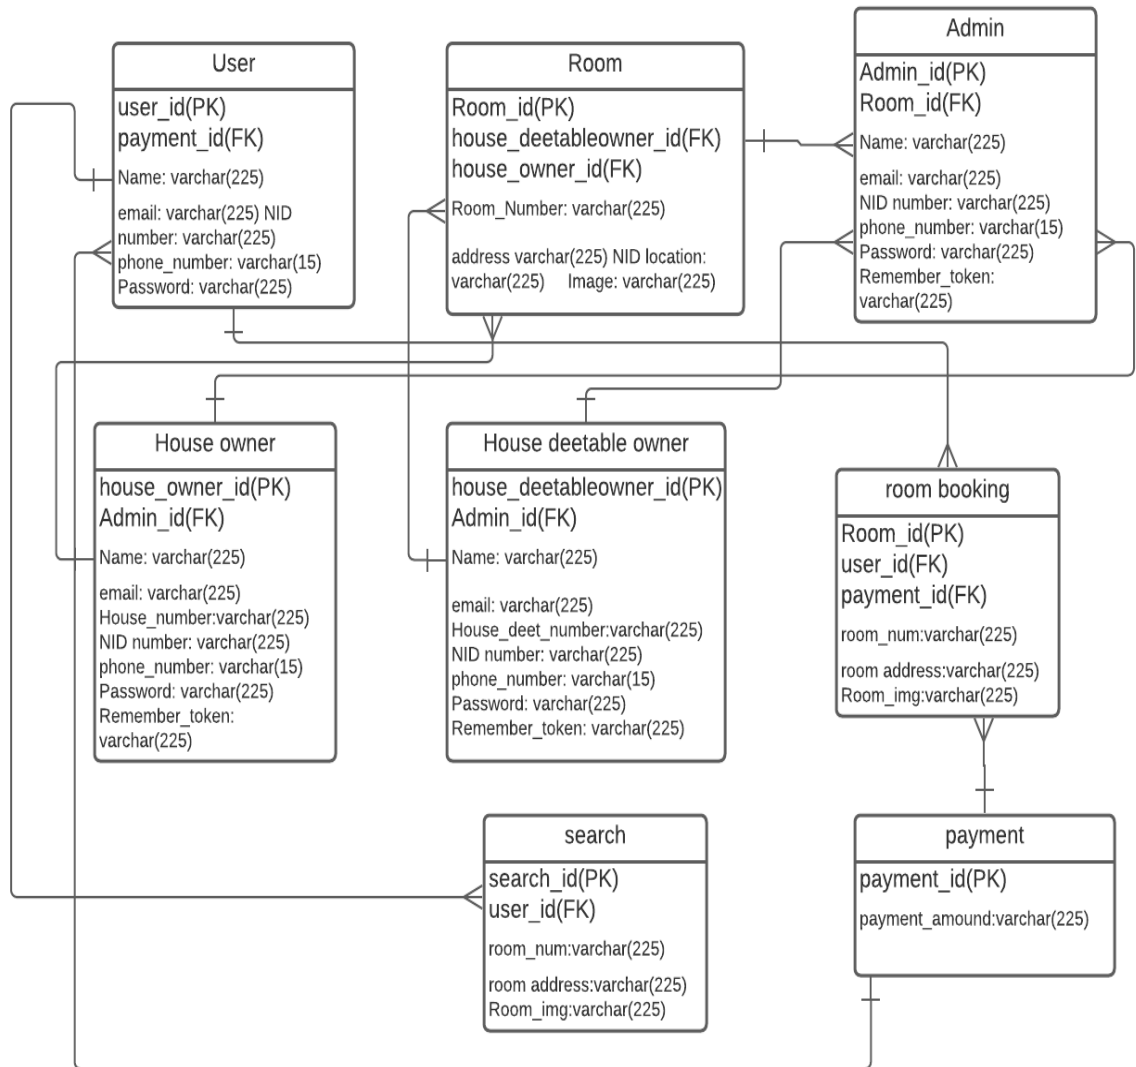 User
user_id(PK)
payment_id(FK)
Name: varchar(225)
email: varchar(225) NID
number: varchar(225)
phone_number: varchar(15)
Password: varchar(225)
Room
Room_id(PK)
house_deetableowner_id(FK)
house_owner_id(FK)
Room_Number: varchar(225)
address varchar(225) NID location:
varchar(225) Image: varchar(225)
Admin
Admin_id(PK)
Room_id(FK)
Name: varchar(225)
email: varchar(225)
NID number: varchar(225)
phone_number: varchar(15)
Password: varchar(225)
Remember_token:
varchar(225)
House owner
house_owner_id(PK)
Admin_id(FK)
Name: varchar(225)
email: varchar(225)
House_number:varchar(225)
NID number: varchar(225)
phone_number: varchar(15)
Password: varchar(225)
Remember_token:
varchar(225)
House deetable owner
house_deetableowner_id(PK)
Admin_id(FK)
Name: varchar(225)
email: varchar(225)
House_deet_number:varchar(225)
NID number: varchar(225)
phone_number: varchar(15)
Password: varchar(225)
Remember_token: varchar(225)
room booking
Room_id(PK)
user_id(FK)
payment_id(FK)
room_num:varchar(225)
room address:varchar(225)
Room_img:varchar(225)
search
search_id(PK)
user_id(FK)
room_num:varchar(225)
room address:varchar(225)
Room_img:varchar(225)
payment
payment_id(PK)
payment_amound:varchar(225)